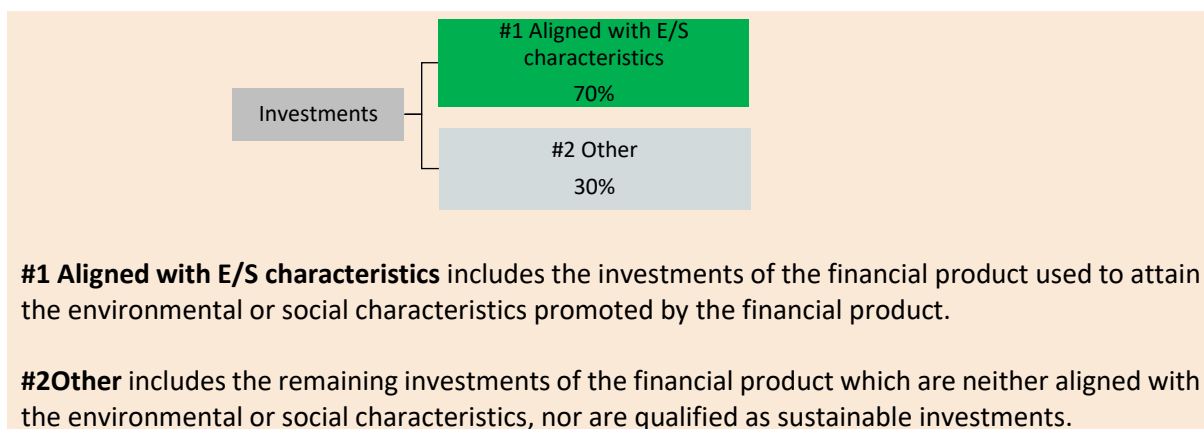 #1 Aligned with E/S
characteristics
70%
Investments
#2 Other
30%
#1 Aligned with E/S characteristics includes the investments of the financial product used to attain
the environmental or social characteristics promoted by the financial product.
#2Other includes the remaining investments of the financial product which are neither aligned with
the environmental or social characteristics, nor are qualified as sustainable investments.